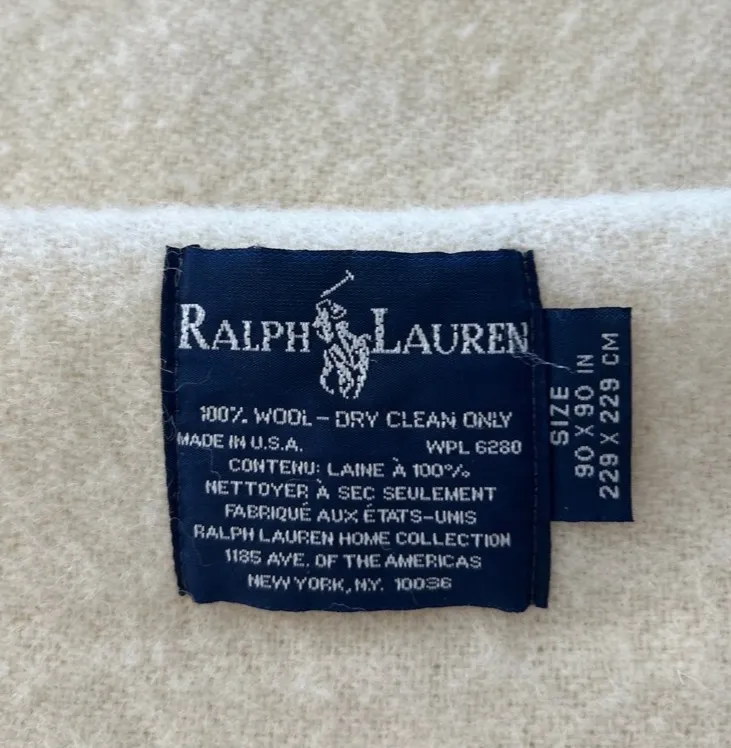 RALPH LAUREN
100% WOOL – DRY CLEAN ONLY
MADE IN U.S.A. WPL 6280
CONTENU: LAINE À 100%
NETTOYER À SEC SEULEMENT
FABRIQUÉ AUX ÉTATS-UNIS
RALPH LAUREN HOME COLLECTION
1185 AVE. OF THE AMERICAS
NEW YORK, N.Y. 10036
SIZE
90 X 90 IN
229 X 229 CM